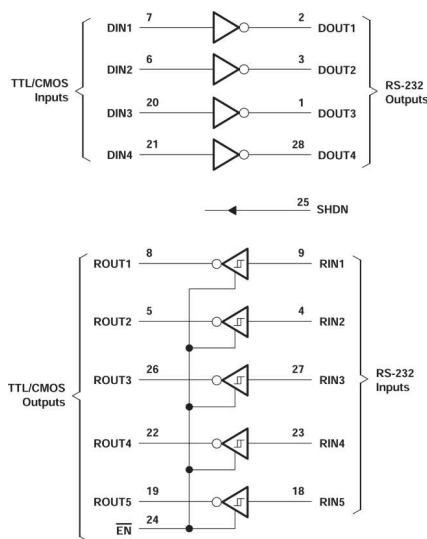 DIN1 7 2 DOUT1
DIN2 6 3 DOUT2
TTL/CMOS
Inputs
RS-232
Outputs
DIN3 20 1 DOUT3
DIN4 21 28 DOUT4
25 SHDN
ROUT1 8 9 RIN1
ROUT2 5 4 RIN2
ROUT3 26 27 RIN3
TTL/CMOS
Outputs
RS-232
Inputs
ROUT4 22 23 RIN4
ROUT5 19 18 RIN5
EN 24